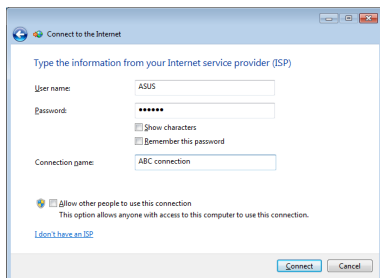 Connect to the Internet
Type the information from your Internet service provider (ISP)
User name: ASUS
Password: ••••••
Show characters
Remember this password
Connection name: ABC connection
Allow other people to use this connection
This option allows anyone with access to this computer to use this connection.
I don't have an ISP
Connect Cancel